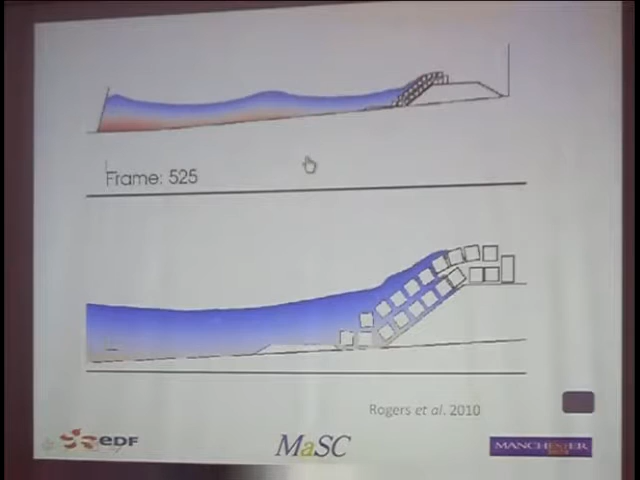 Frame: 525
Rogers et al. 2010
eDF
MaSC
MANCHESTER